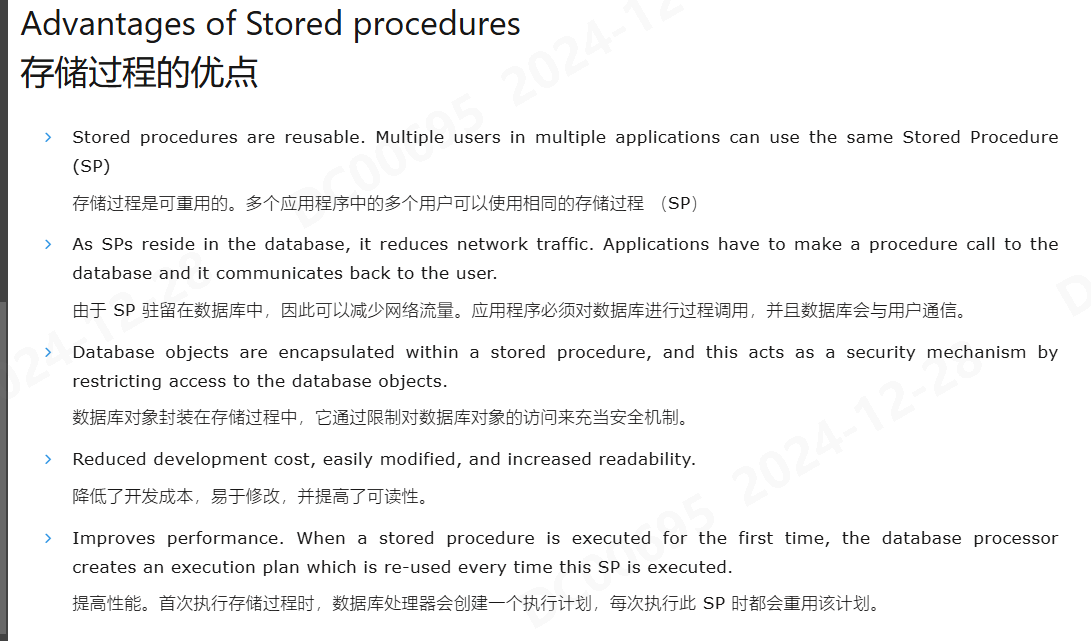 Advantages of Stored procedures
存储过程的优点
Stored procedures are reusable. Multiple users in multiple applications can use the same Stored Procedure
(SP)
存储过程是可重用的。多个应用程序中的多个用户可以使用相同的存储过程 （SP）
As SPs reside in the database, it reduces network traffic. Applications have to make a procedure call to the
database and it communicates back to the user.
由于 SP 驻留在数据库中，因此可以减少网络流量。应用程序必须对数据库进行过程调用，并且数据库会与用户通信。
Database objects are encapsulated within a stored procedure, and this acts as a security mechanism by
restricting access to the database objects.
数据库对象封装在存储过程中，它通过限制对数据库对象的访问来充当安全机制。
Reduced development cost, easily modified, and increased readability.
降低了开发成本，易于修改，并提高了可读性。
Improves performance. When a stored procedure is executed for the first time, the database processor
creates an execution plan which is re-used every time this SP is executed.
提高性能。首次执行存储过程时，数据库处理器会创建一个执行计划，每次执行此 SP 时都会重用该计划。
DC00695 2024-12
024-12-28
DC00695 2024-12-28
D